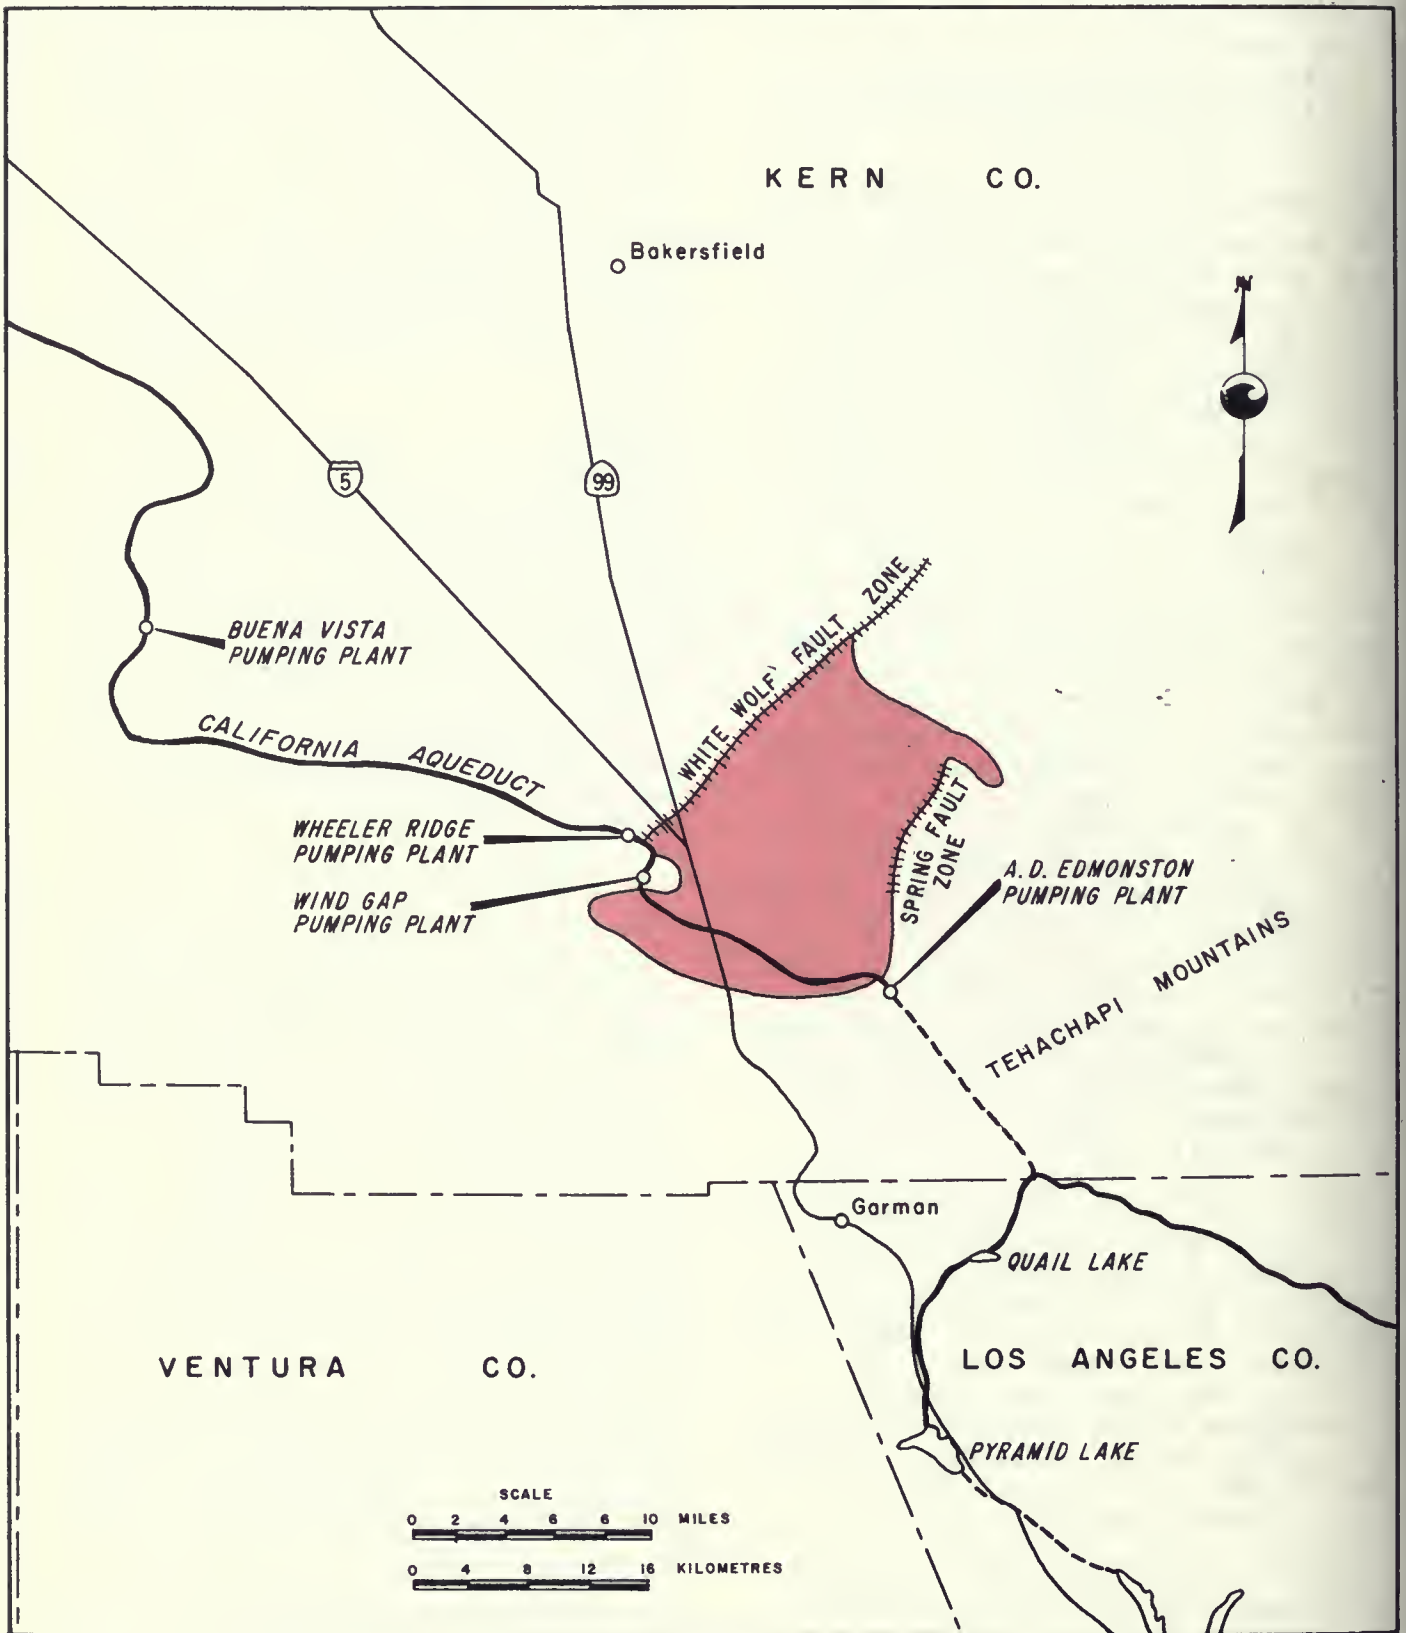 KERN CO.
Bakersfield
N
5
99
WHITE WOLF FAULT ZONE
BUENA VISTA
PUMPING PLANT
CALIFORNIA AQUEDUCT
WHEELER RIDGE
PUMPING PLANT
WIND GAP
PUMPING PLANT
SPRING FAULT
ZONE
A.D. EDMONSTON
PUMPING PLANT
TEHACHAPI MOUNTAINS
Garman
QUAIL LAKE
VENTURA CO.
LOS ANGELES CO.
PYRAMID LAKE
SCALE
0 2 4 6 6 10 MILES
0 4 8 12 16 KILOMETRES